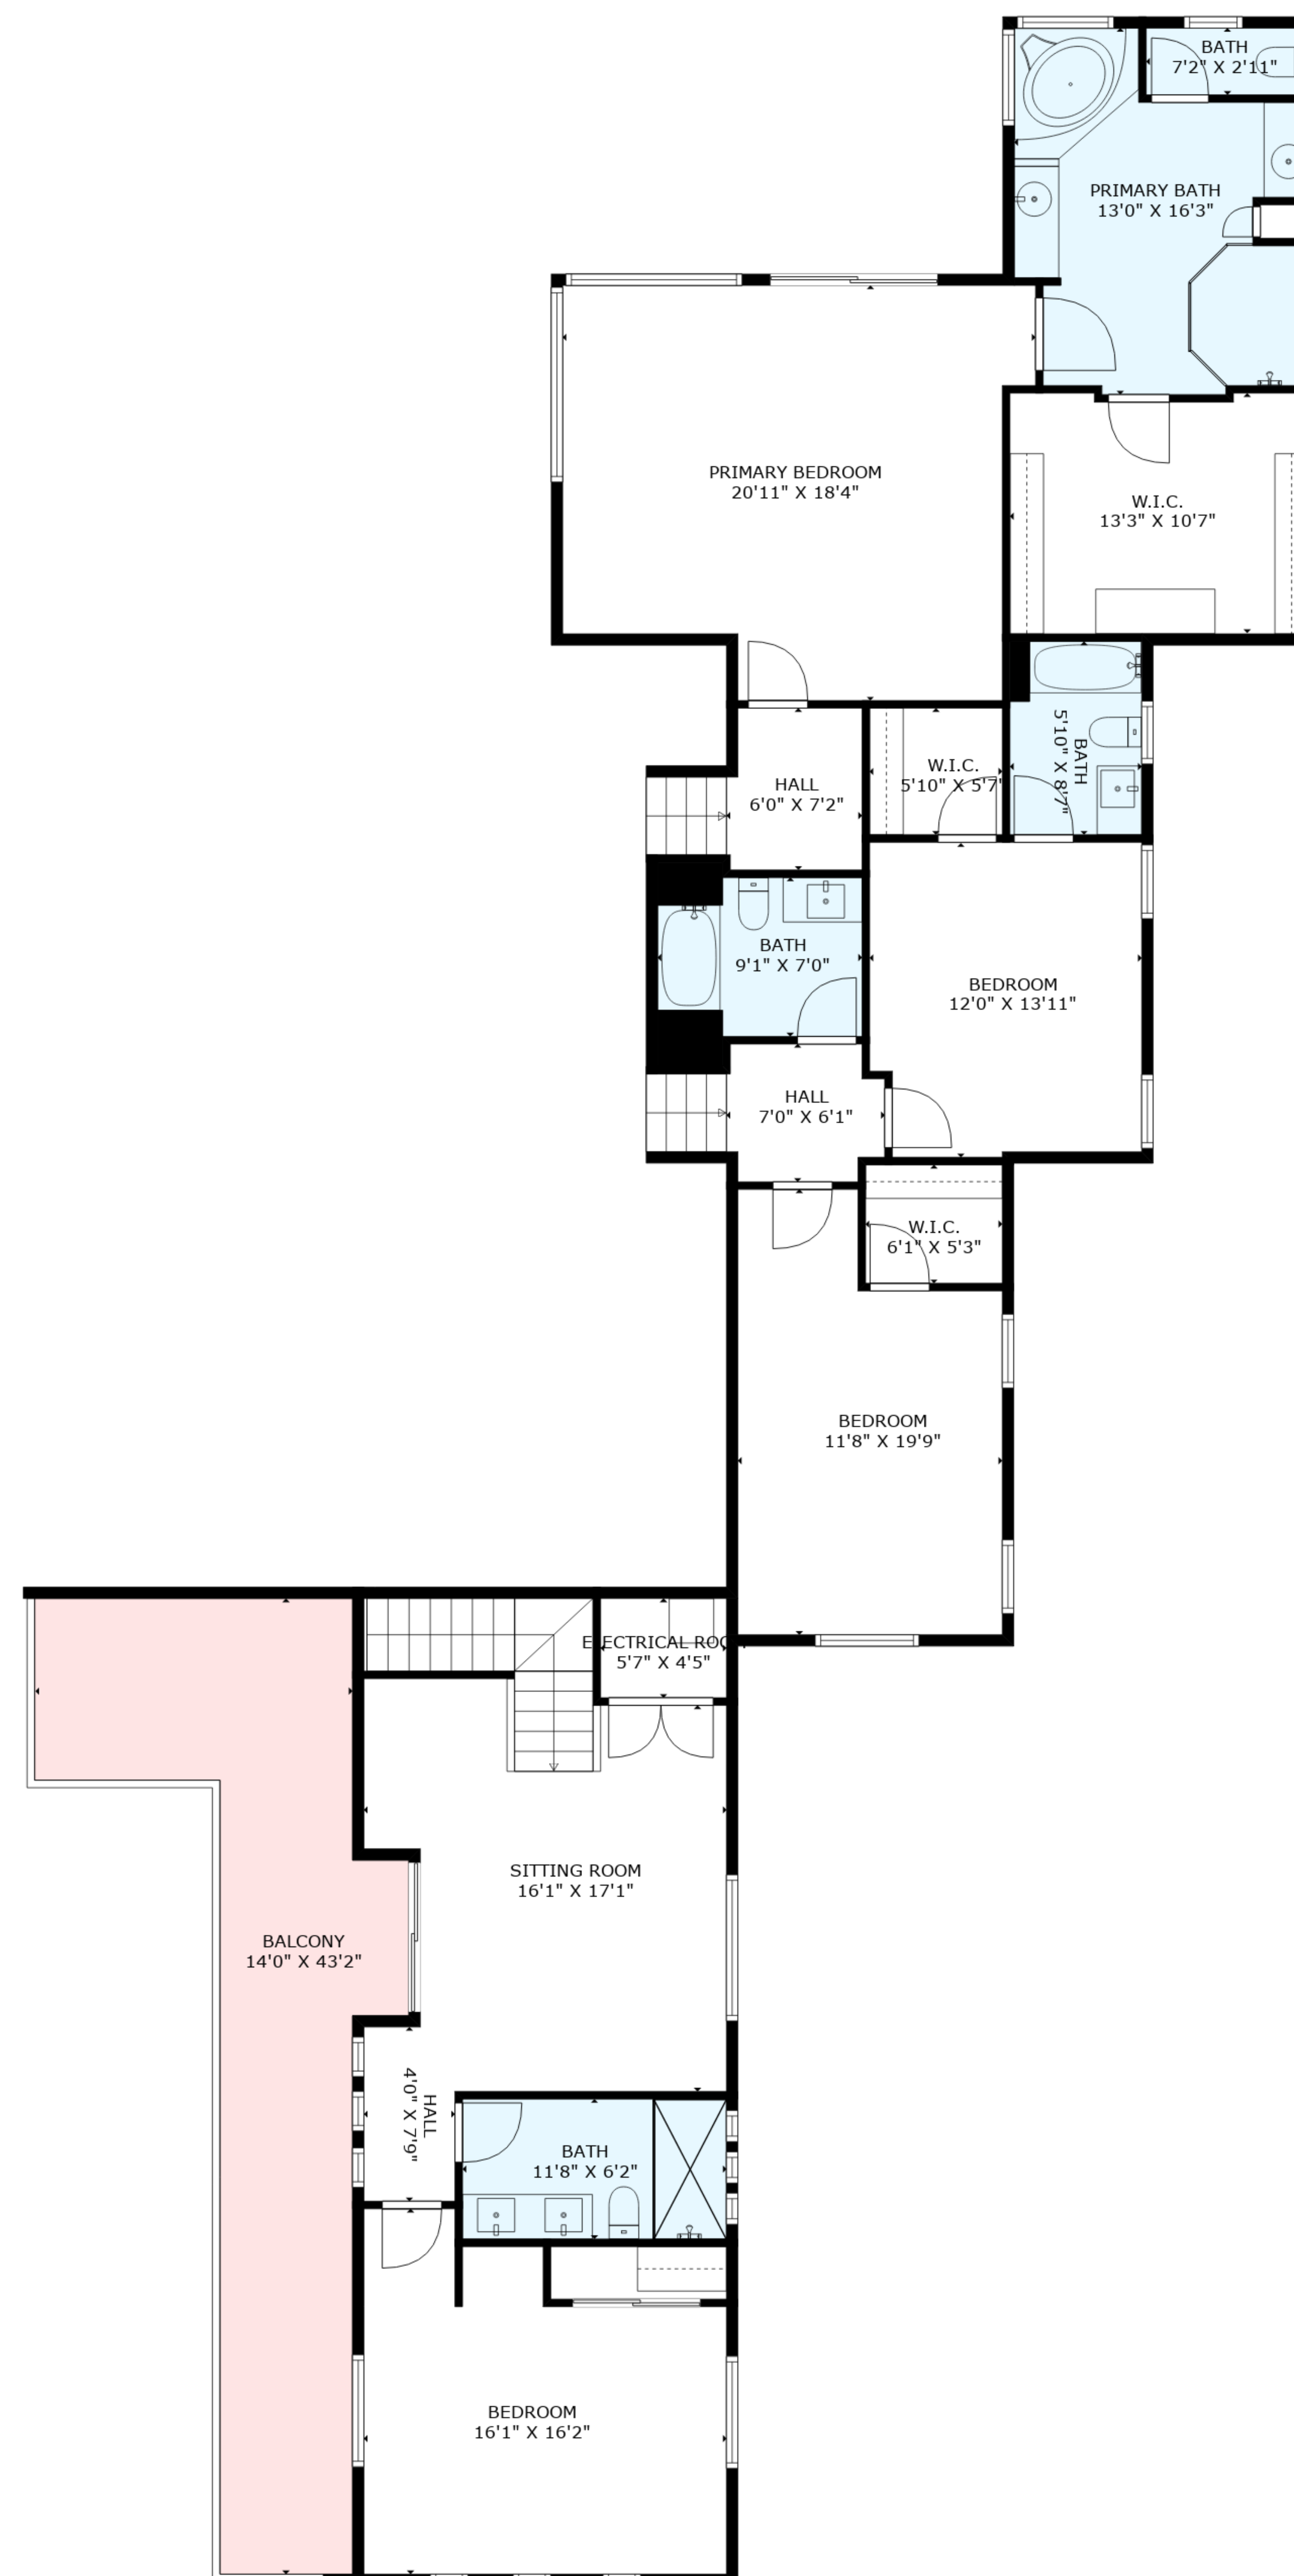 BATH
7'2" X 2'11"
PRIMARY BATH
13'0" X 16'3"
PRIMARY BEDROOM
20'11" X 18'4"
W.I.C.
13'3" X 10'7"
HALL
6'0" X 7'2"
W.I.C.
5'10" X 5'7"
BATH
5'10" X 8'7"
BATH
9'1" X 7'0"
BEDROOM
12'0" X 13'11"
HALL
7'0" X 6'1"
W.I.C.
6'1" X 5'3"
BEDROOM
11'8" X 19'9"
ELECTRICAL ROOM
5'7" X 4'5"
SITTING ROOM
16'1" X 17'1"
BALCONY
14'0" X 43'2"
HALL
4'0" X 7'9"
BATH
11'8" X 6'2"
BEDROOM
16'1" X 16'2"